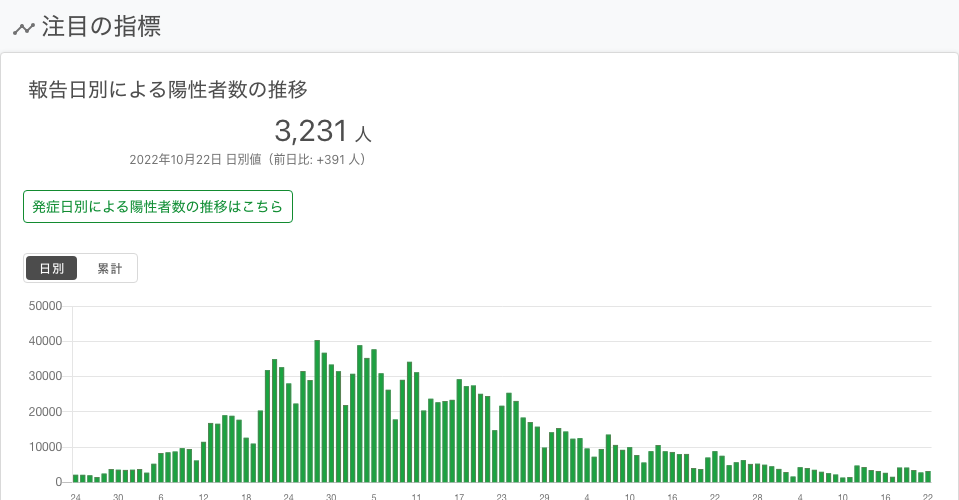 注目の指標
報告日別による陽性者数の推移
3,231 人
2022年10月22日 日別値（前日比: +391 人）
発症日別による陽性者数の推移はこちら
日別 累計
50000
40000
30000
20000
10000
0
24 30 6 12 18 24 30 5 11 17 23 29 4 10 16 22 28 4 10 16 22